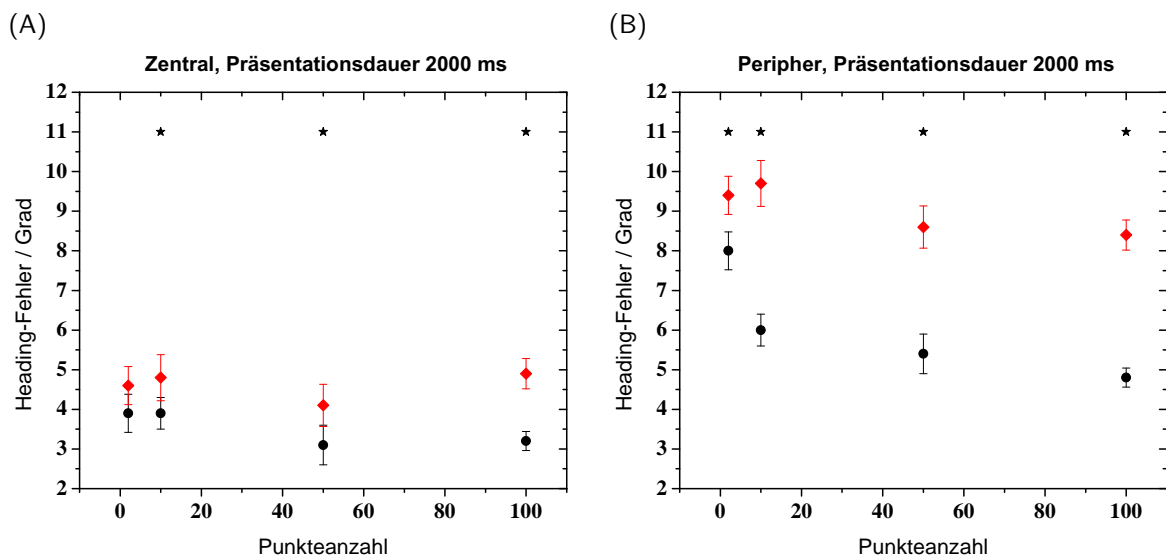 (A)
Zentral, Präsentationsdauer 2000 ms
12
11
10
9
8
7
6
5
4
3
2
Heading-Fehler / Grad
0 20 40 60 80 100
Punkteanzahl
(B)
Peripher, Präsentationsdauer 2000 ms
12
11
10
9
8
7
6
5
4
3
2
Heading-Fehler / Grad
0 20 40 60 80 100
Punkteanzahl